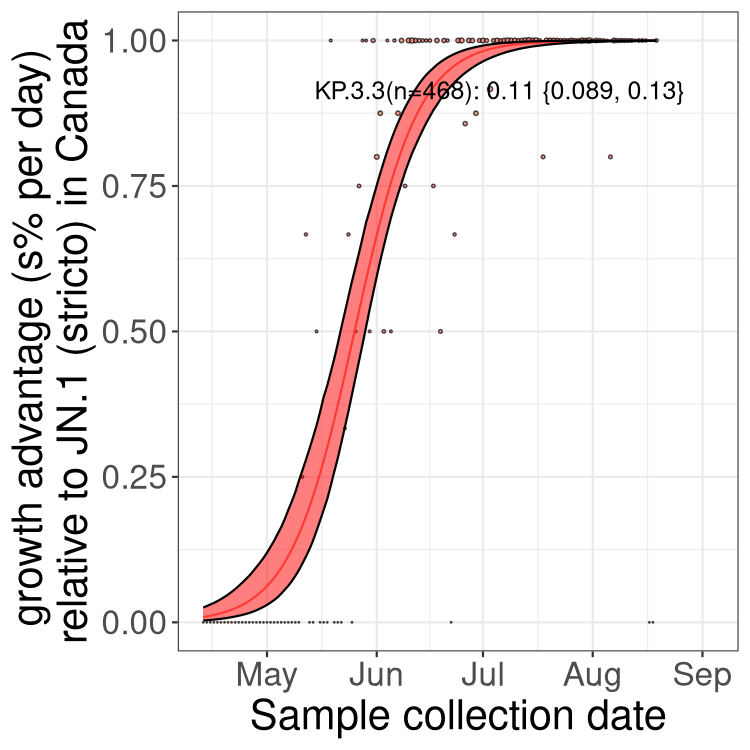 growth advantage (s% per day)
relative to JN.1 (stricto) in Canada
1.00
0.75
0.50
0.25
0.00
KP.3.3(n=468): 0.11 {0.089, 0.13}
May Jun Jul Aug Sep
Sample collection date